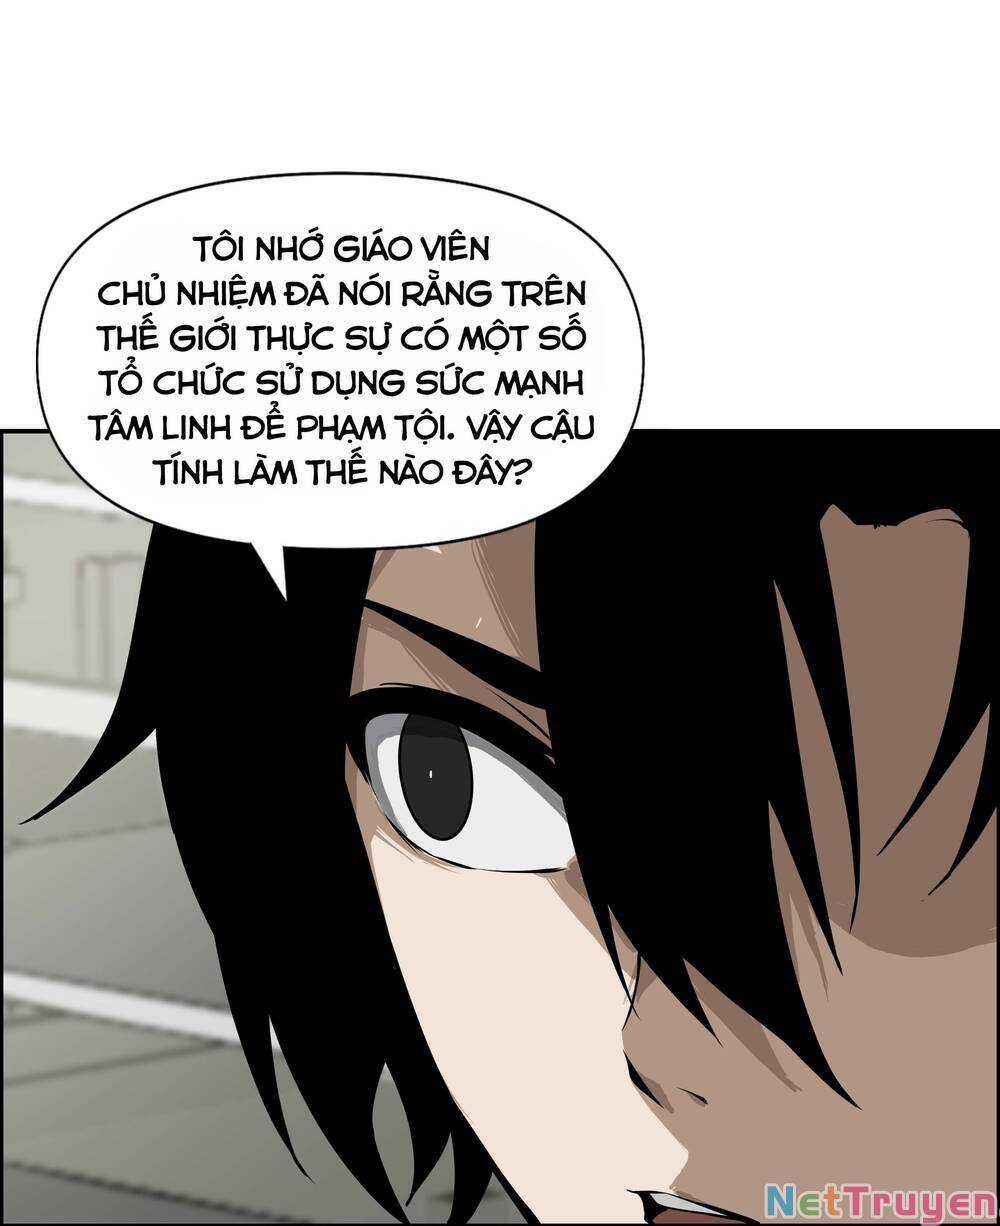 TÔI NHỚ GIÁO VIÊN
CHỦ NHIỆM ĐÃ NÓI RẰNG TRÊN
THẾ GIỚI THỰC SỰ CÓ MỘT SỐ
TỔ CHỨC SỬ DỤNG SỨC MẠNH
TÂM LINH ĐỂ PHẠM TỘI. VẬY CẬU
TÍNH LÀM THẾ NÀO ĐÂY?
NetTruyen